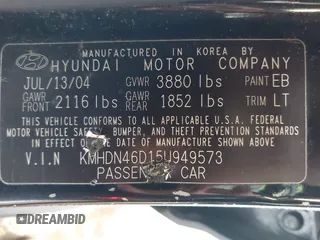 MANUFACTURED IN KOREA BY
HYUNDAI MOTOR COMPANY
JUL/13/04 GVWR 3880 lbs PAINT EB
GAWR FRONT 2116 lbs GAWR REAR 1852 lbs TRIM LT
THIS VEHICLE CONFORMS TO ALL APPLICABLE U.S.A. FEDERAL
MOTOR VEHICLE SAFETY, BUMPER, AND THEFT PREVENTION STANDARDS
IN EFFECT ON THE DATE OF MANUFACTURE SHOWN ABOVE.
V.I.N KMHDN46D15U949573
PASSENGER CAR
DREAMBID